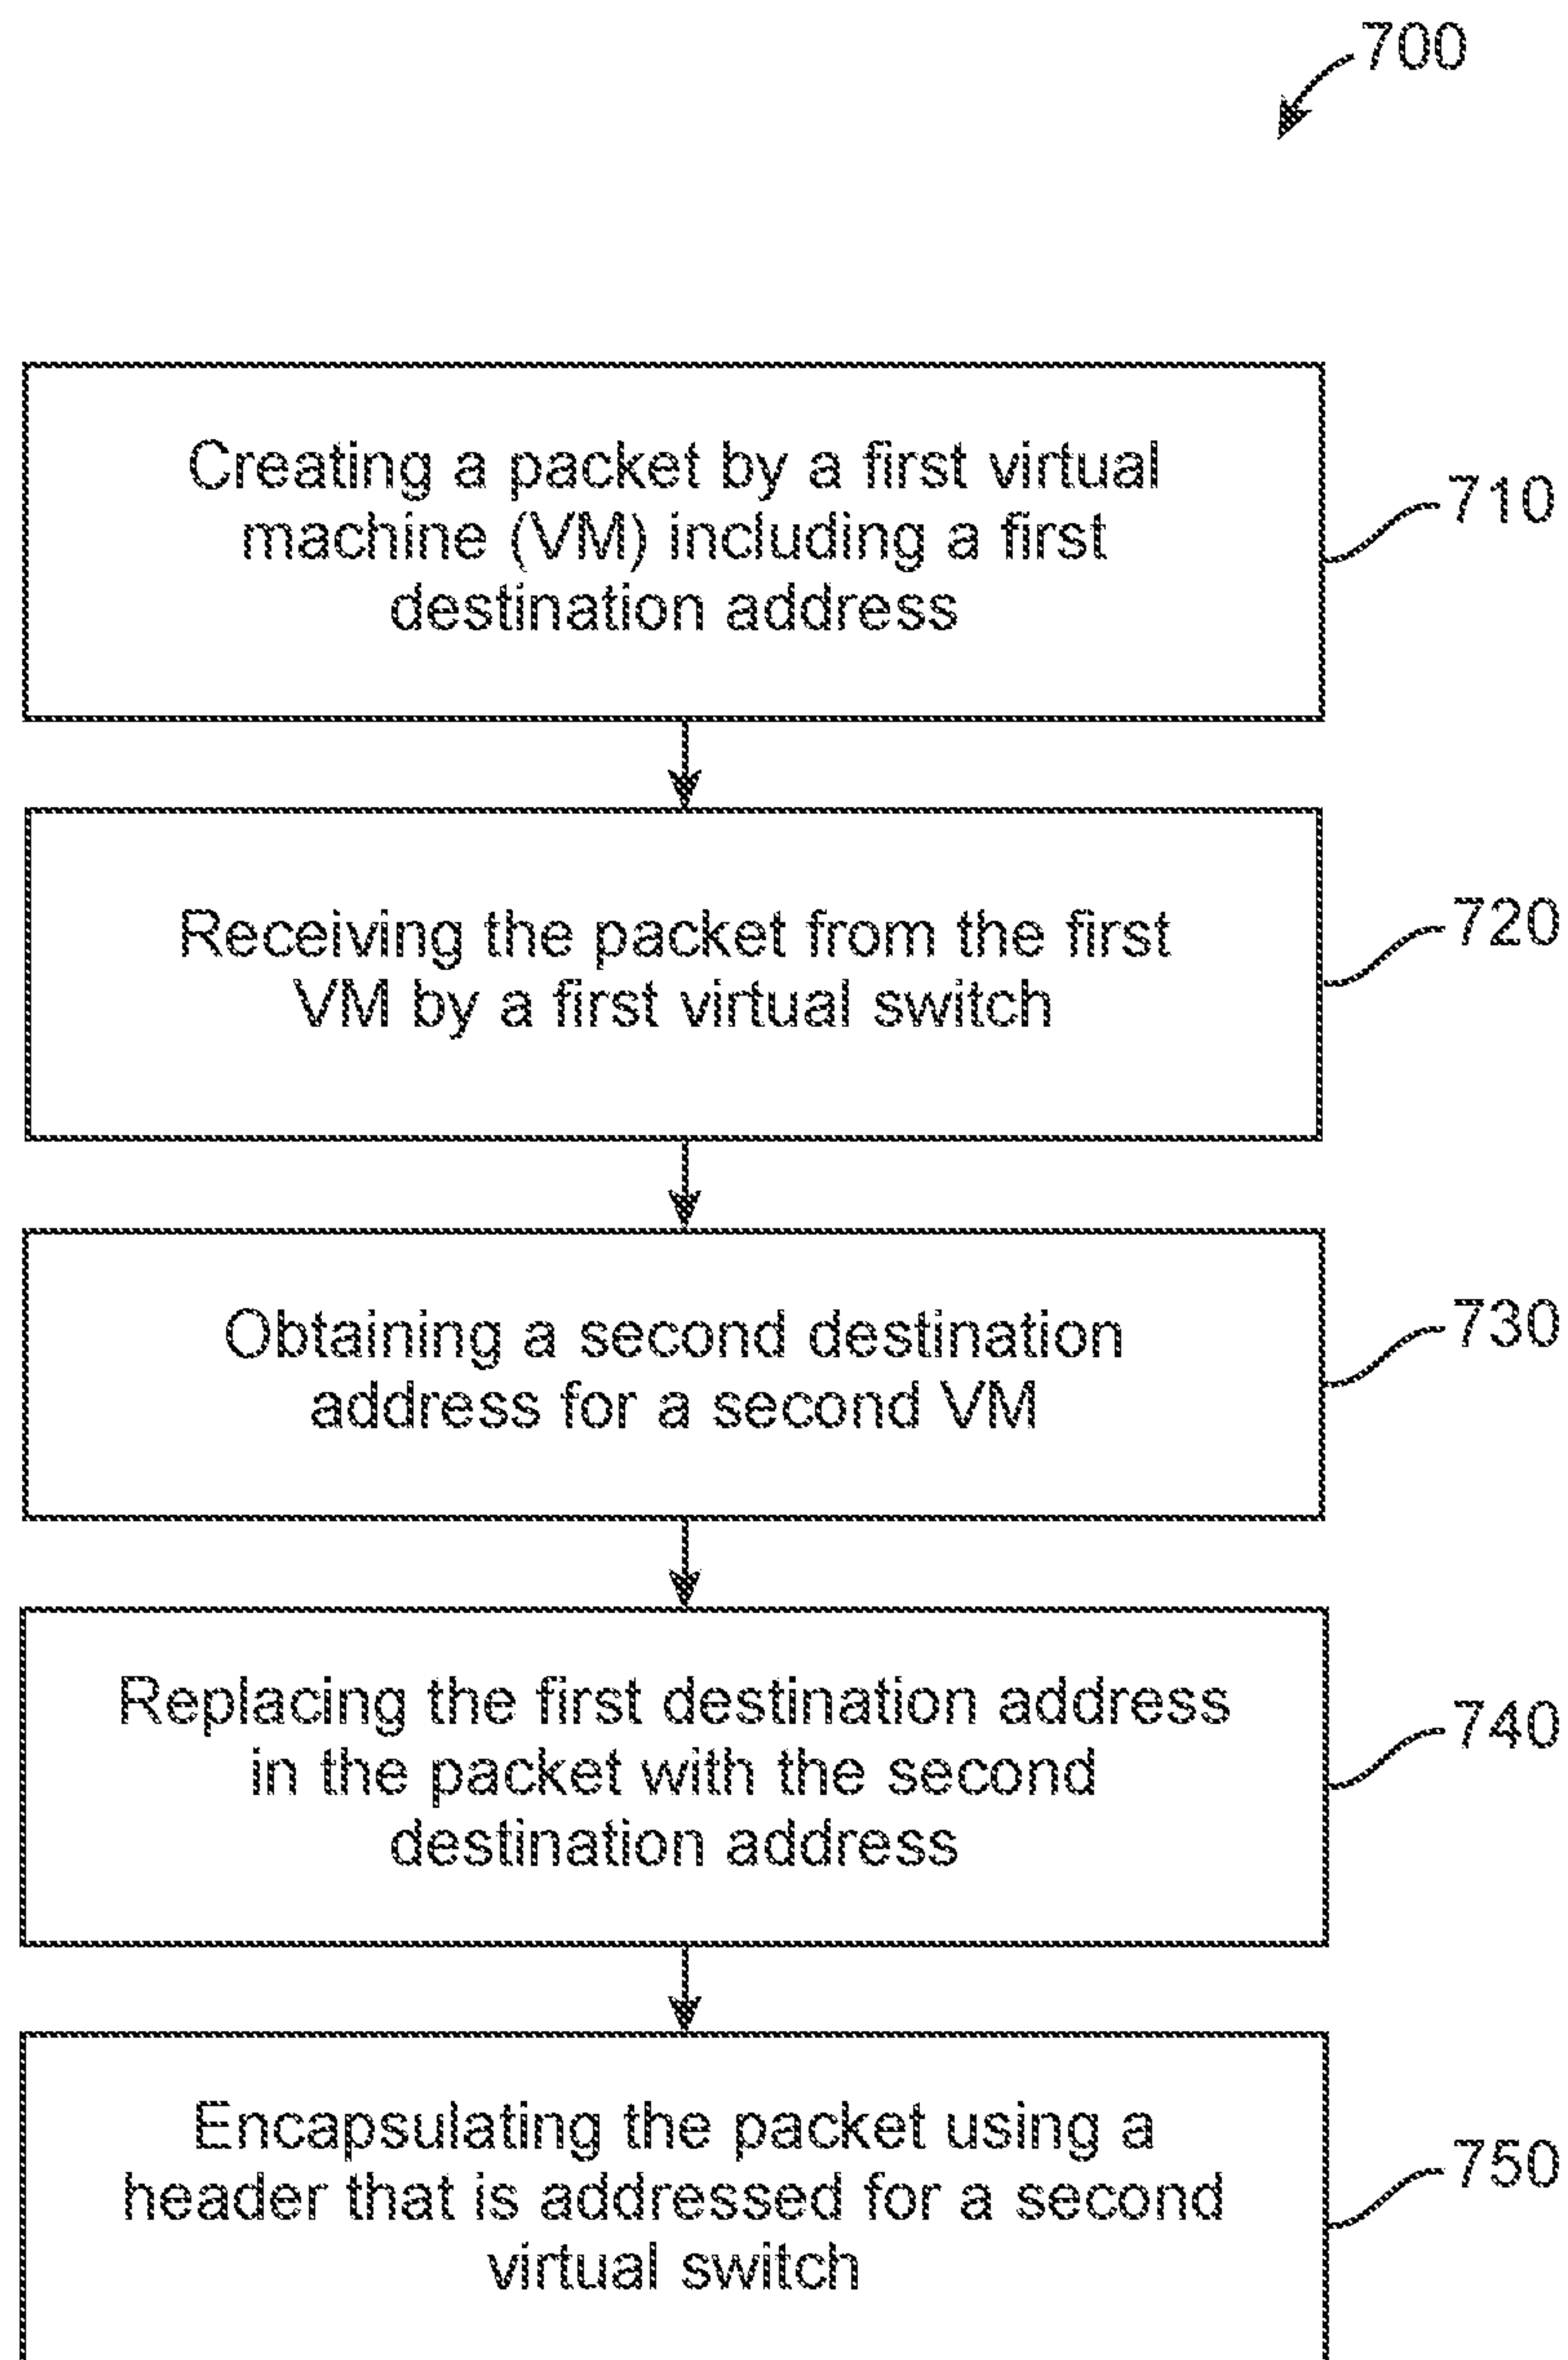 700
Creating a packet by a first virtual
machine (VM) including a first
destination address
710
Receiving the packet from the first
VM by a first virtual switch
720
Obtaining a second destination
address for a second VM
730
Replacing the first destination address
in the packet with the second
destination address
740
Encapsulating the packet using a
header that is addressed for a second
virtual switch
750